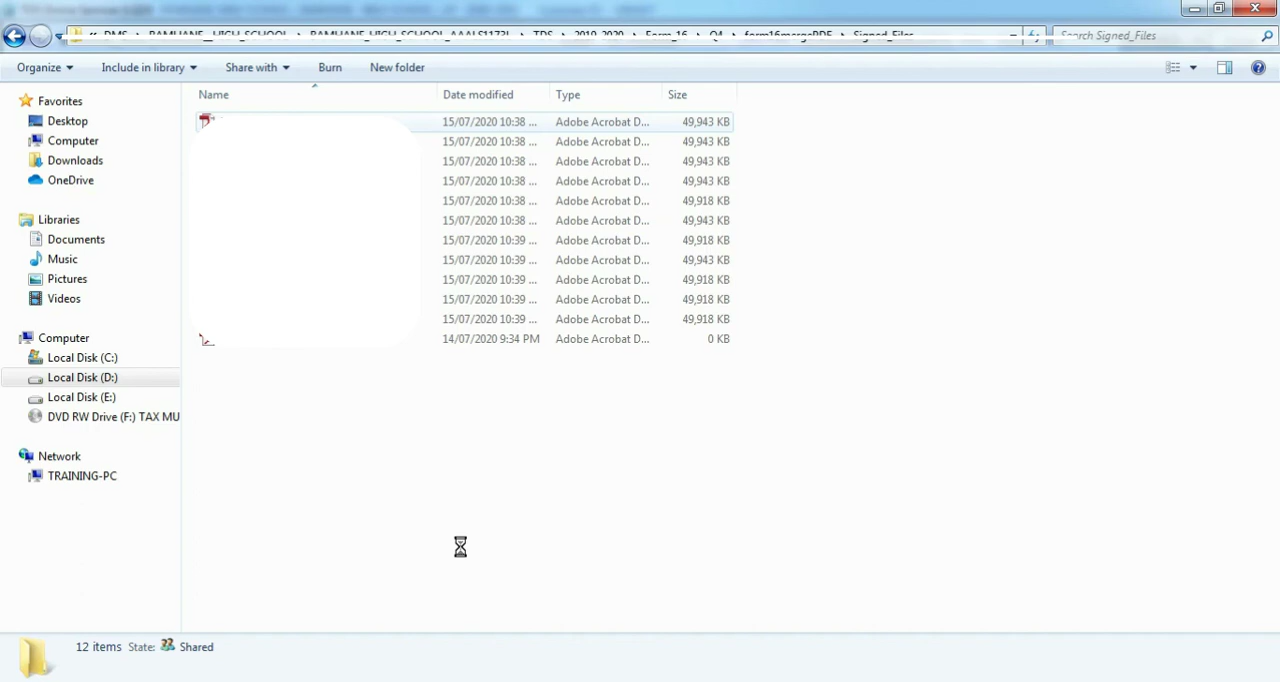 Search Signed_Files
Organize Include in library Share with Burn New folder
Name Date modified Type Size
Favorites
Desktop
Computer
Downloads
OneDrive
Libraries
Documents
Music
Pictures
Videos
Computer
Local Disk (C:)
Local Disk (D:)
Local Disk (E:)
DVD RW Drive (F:) TAX MU
Network
TRAINING-PC
15/07/2020 10:38 ... Adobe Acrobat D... 49,943 KB
15/07/2020 10:38 ... Adobe Acrobat D... 49,943 KB
15/07/2020 10:38 ... Adobe Acrobat D... 49,943 KB
15/07/2020 10:38 ... Adobe Acrobat D... 49,943 KB
15/07/2020 10:38 ... Adobe Acrobat D... 49,918 KB
15/07/2020 10:38 ... Adobe Acrobat D... 49,943 KB
15/07/2020 10:39 ... Adobe Acrobat D... 49,918 KB
15/07/2020 10:39 ... Adobe Acrobat D... 49,943 KB
15/07/2020 10:39 ... Adobe Acrobat D... 49,918 KB
15/07/2020 10:39 ... Adobe Acrobat D... 49,918 KB
15/07/2020 10:39 ... Adobe Acrobat D... 49,918 KB
14/07/2020 9:34 PM Adobe Acrobat D... 0 KB
12 items State: Shared